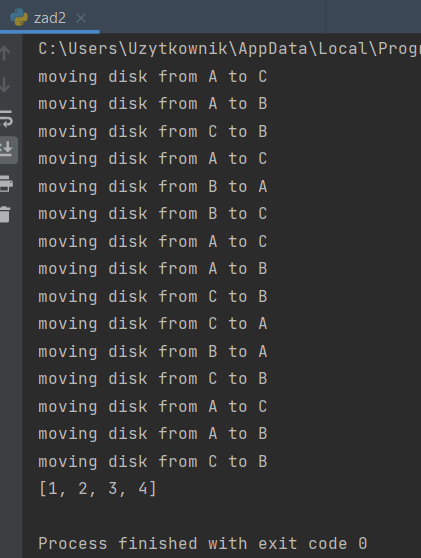 zad2
C:\Users\Uzytkownik\AppData\Local\Progr
moving disk from A to C
moving disk from A to B
moving disk from C to B
moving disk from A to C
moving disk from B to A
moving disk from B to C
moving disk from A to C
moving disk from A to B
moving disk from C to B
moving disk from C to A
moving disk from B to A
moving disk from C to B
moving disk from A to C
moving disk from A to B
moving disk from C to B
[1, 2, 3, 4]
Process finished with exit code 0